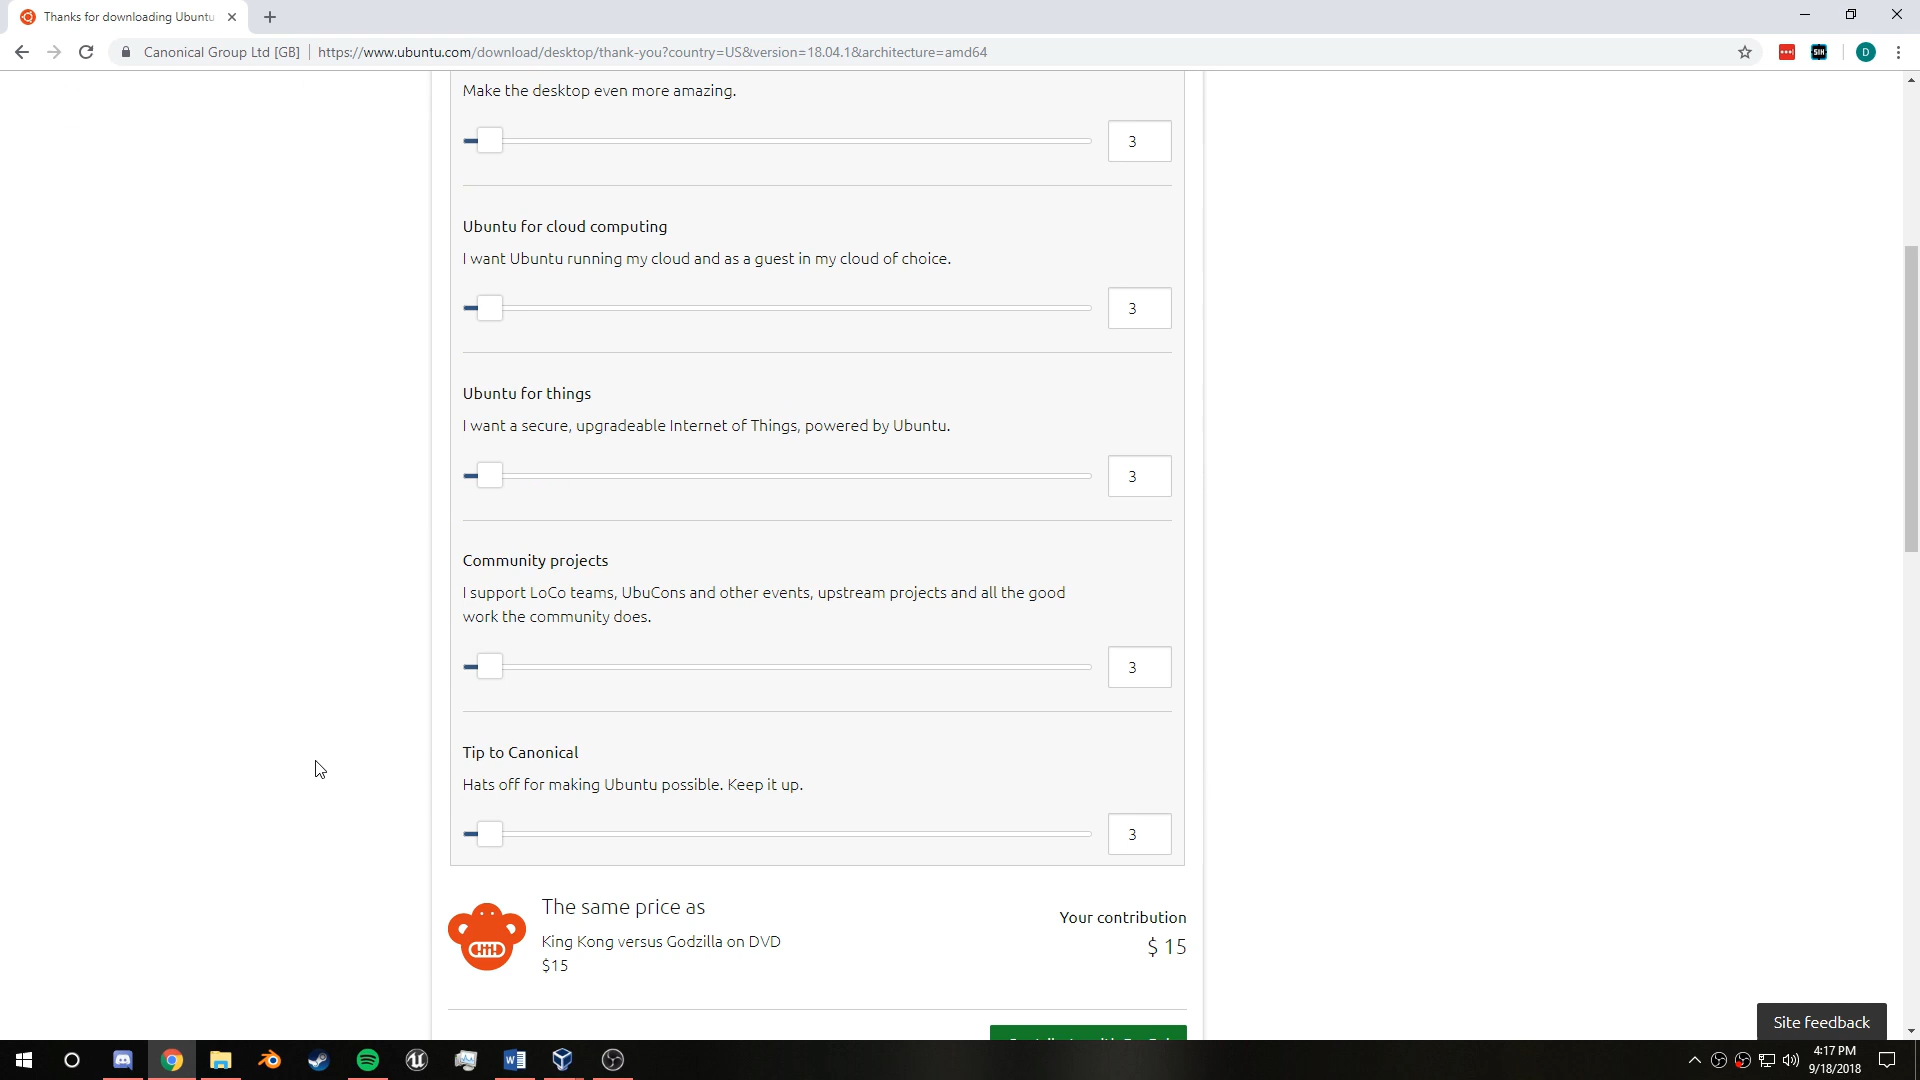 Thanks for downloading Ubuntu
Canonical Group Ltd [GB]
https://www.ubuntu.com/download/desktop/thank-you?country=US&version=18.04.1&architecture=amd64
SIH
D
Make the desktop even more amazing.
3
Ubuntu for cloud computing
I want Ubuntu running my cloud and as a guest in my cloud of choice.
3
Ubuntu for things
I want a secure, upgradeable Internet of Things, powered by Ubuntu.
3
Community projects
I support LoCo teams, UbuCons and other events, upstream projects and all the good
work the community does.
3
Tip to Canonical
Hats off for making Ubuntu possible. Keep it up.
3
The same price as
King Kong versus Godzilla on DVD
$15
Your contribution
$ 15
Site feedback
4:17 PM
9/18/2018